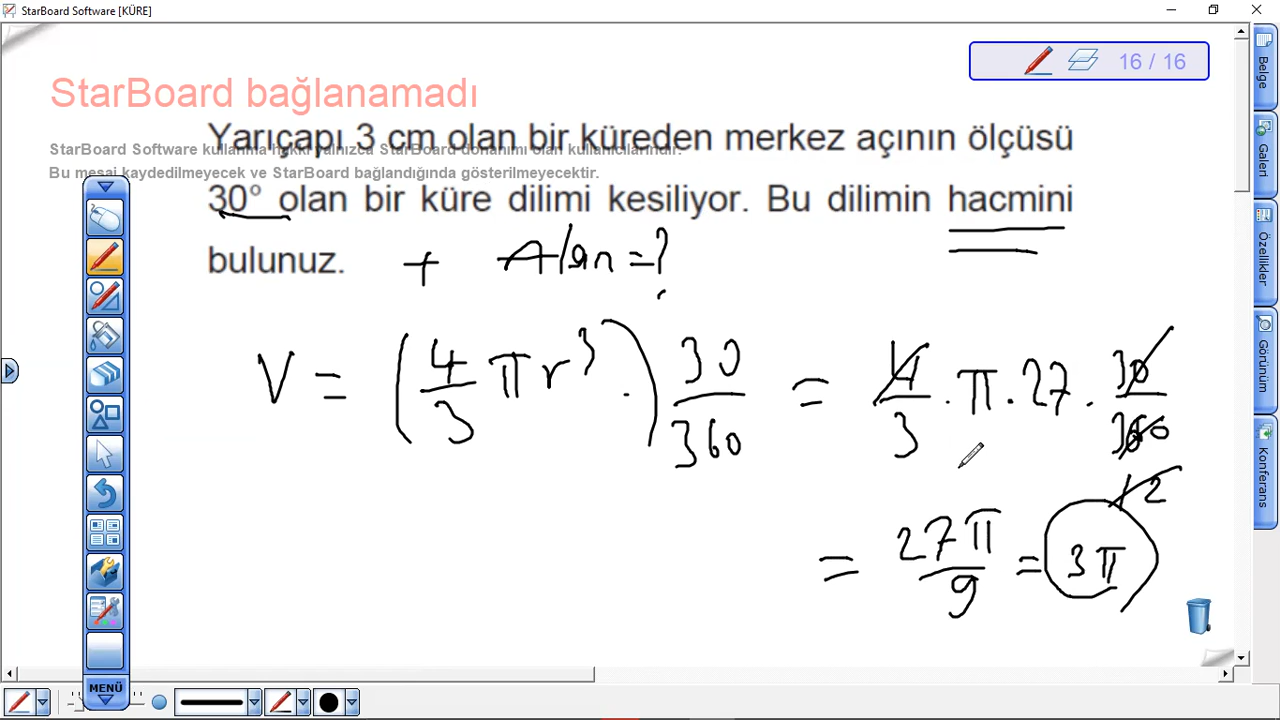 StarBoard Software [KÜRE]
16 / 16
StarBoard bağlanamadı
Yarıçapı 3 cm olan bir küreden merkez açının ölçüsü
StarBoard Software kullanma hakkı yalnızca StarBoard donanımı olan kullanıcılarındır.
Bu mesaj kaydedilmeyecek ve StarBoard bağlandığında gösterilmeyecektir.
30° olan bir küre dilimi kesiliyor. Bu dilimin hacmini
bulunuz. + Alan=?
V = (4/3 πr³ .) 30/360 = 4/3 . π . 27 . 30/360
12
= 27π/9 = 3π
MENÜ
Belge
Galeri
Özellikler
Görünüm
Konferans